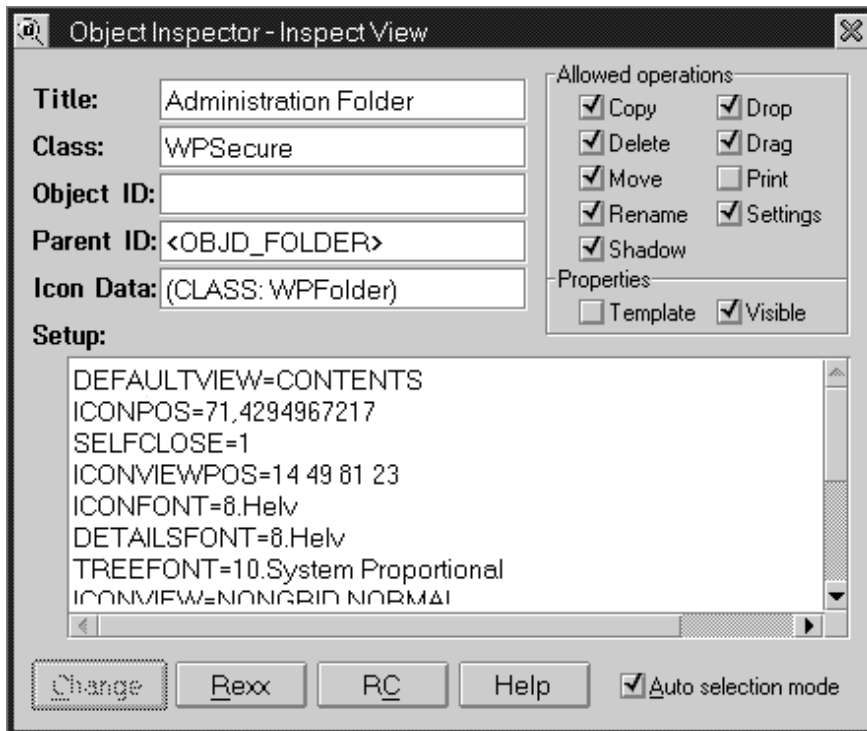 Object Inspector - Inspect View
Title: Administration Folder
Class: WPSecure
Object ID:
Parent ID: <OBJD_FOLDER>
Icon Data: (CLASS: WPFolder)
Allowed operations
Copy Drop
Delete Drag
Move Print
Rename Settings
Shadow
Properties
Template Visible
Setup:
DEFAULTVIEW=CONTENTS
ICONPOS=71,4294967217
SELFCLOSE=1
ICONVIEWPOS=14 49 81 23
ICONFONT=8.Helv
DETAILSFONT=8.Helv
TREEFONT=10.System Proportional
ICONVIEW=NONGRID,NORMAL
Change Rexx RC Help Auto selection mode